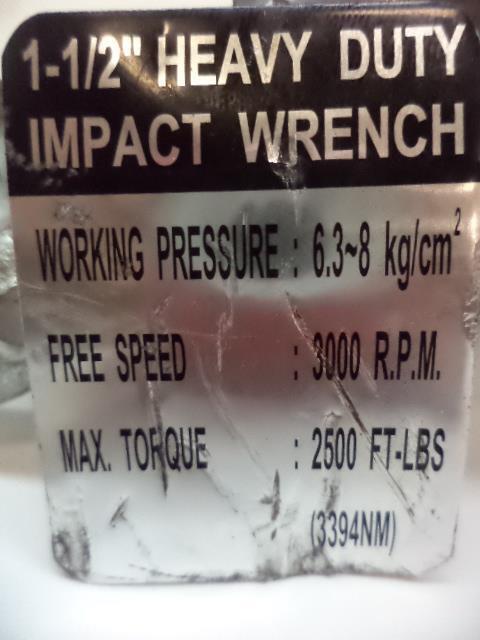 1-1/2" HEAVY DUTY
IMPACT WRENCH
WORKING PRESSURE : 6.3~8 kg/cm²
FREE SPEED : 3000 R.P.M.
MAX. TORQUE : 2500 FT-LBS
(3394NM)